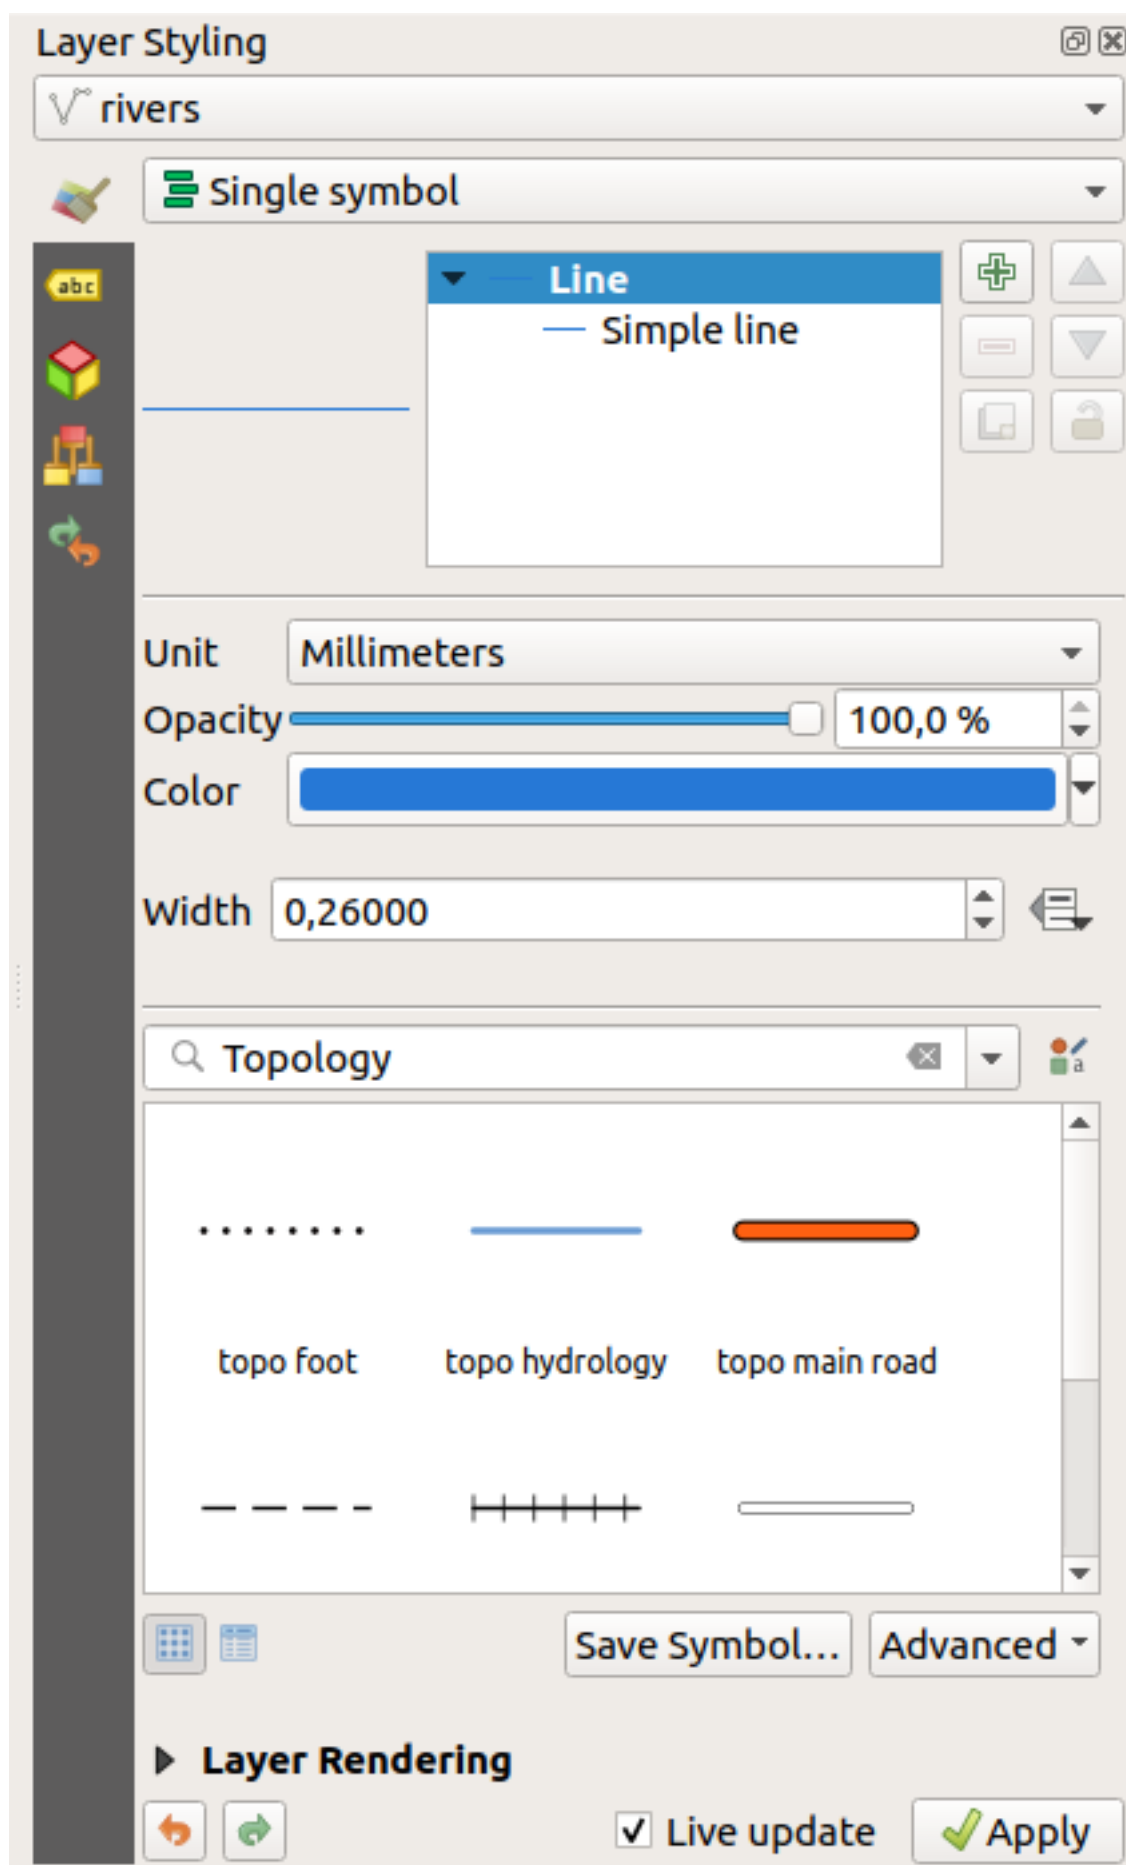 Layer Styling
rivers
Single symbol
abc
Line
Simple line
Unit
Millimeters
Opacity
100,0 %
Color
Width
0,26000
Topology
a
topo foot
topo hydrology
topo main road
Save Symbol…
Advanced
Layer Rendering
Live update
Apply